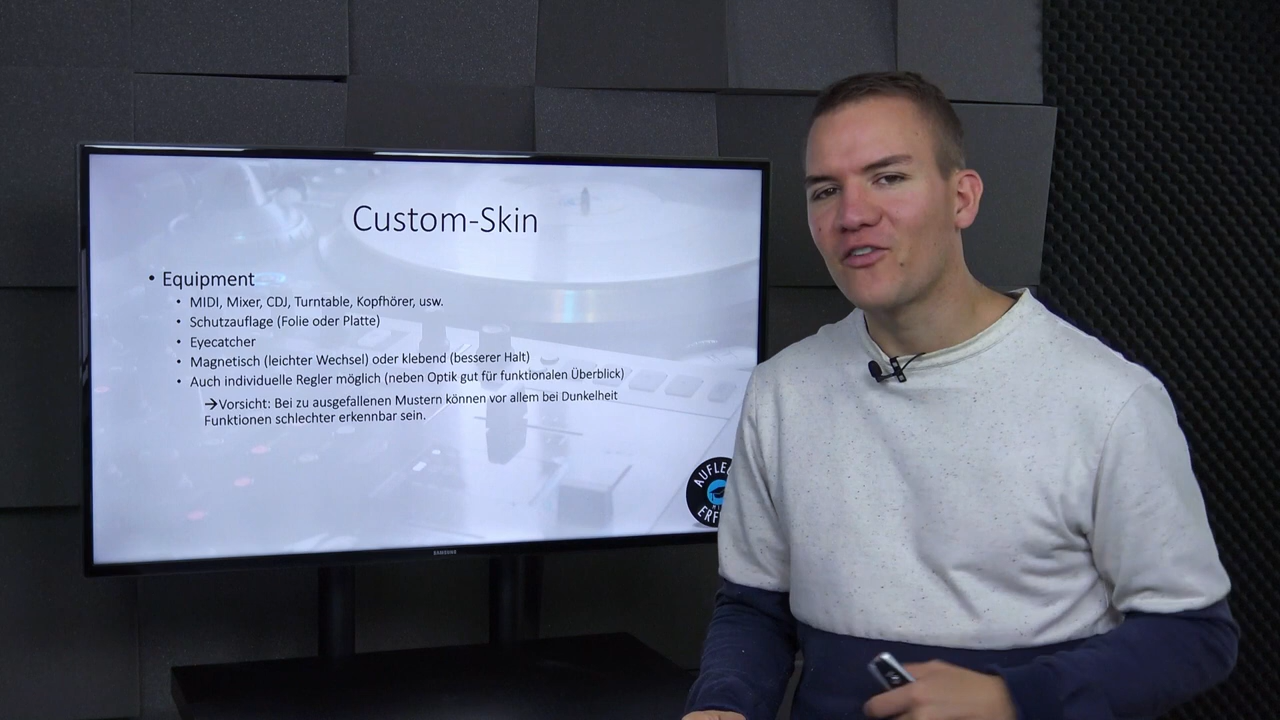 Custom-Skin
• Equipment
• MIDI, Mixer, CDJ, Turntable, Kopfhörer, usw.
• Schutzauflage (Folie oder Platte)
• Eyecatcher
• Magnetisch (leichter Wechsel) oder klebend (besserer Halt)
• Auch individuelle Regler möglich (neben Optik gut für funktionalen Überblick)
→Vorsicht: Bei zu ausgefallenen Mustern können vor allem bei Dunkelheit
Funktionen schlechter erkennbar sein.
SAMSUNG